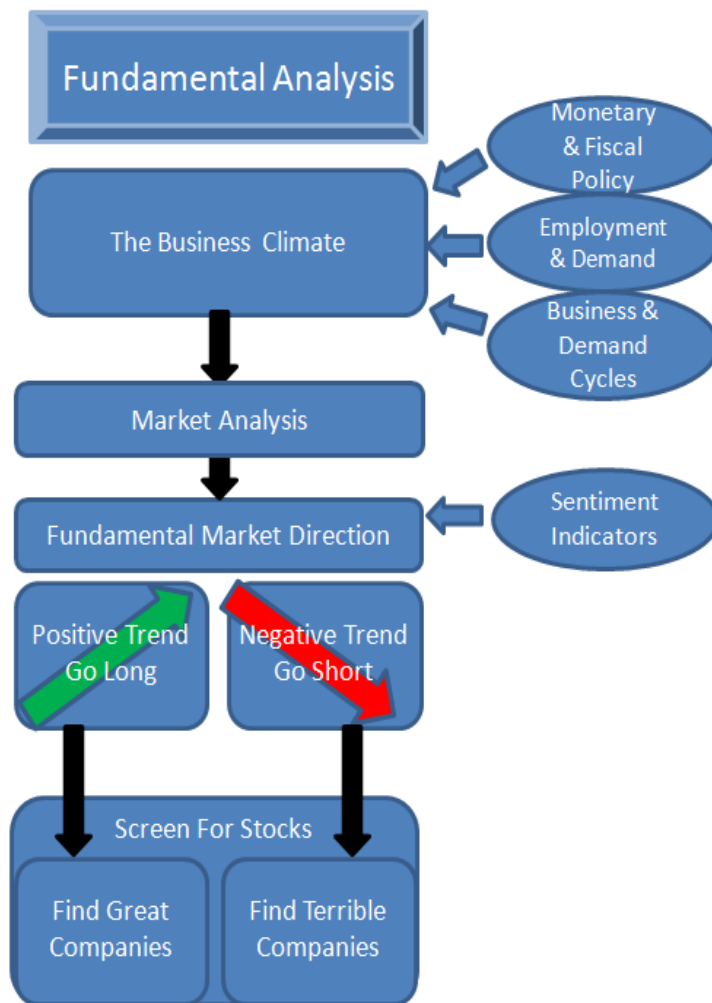 Fundamental Analysis
Monetary
& Fiscal
Policy
The Business Climate
Employment
& Demand
Business &
Demand
Cycles
Market Analysis
Fundamental Market Direction
Sentiment
Indicators
Positive Trend
Go Long
Negative Trend
Go Short
Screen For Stocks
Find Great
Companies
Find Terrible
Companies